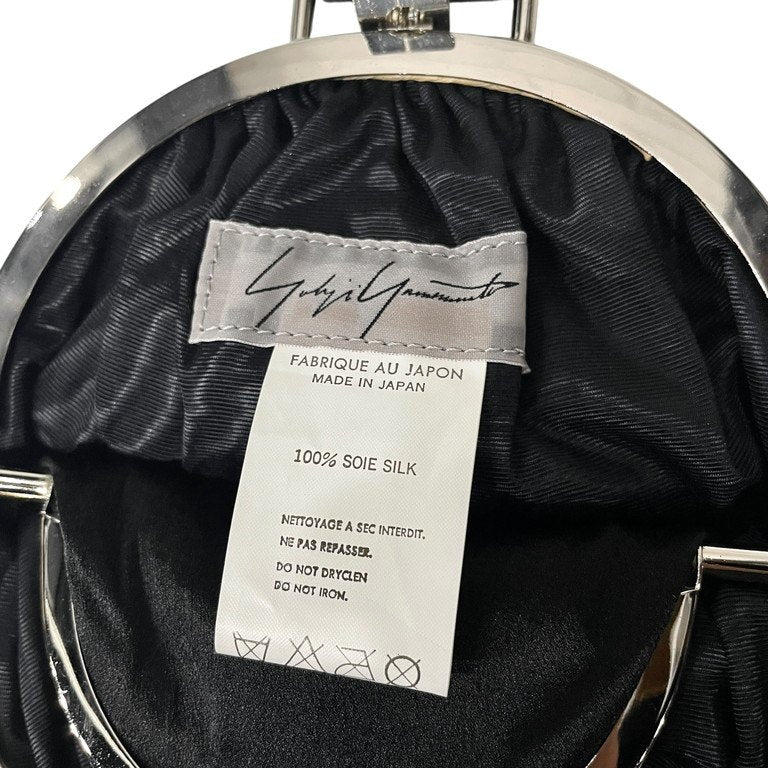 Yohji Yamamoto
FABRIQUE AU JAPON
MADE IN JAPAN
100% SOIE SILK
NETTOYAGE A SEC INTERDIT.
NE PAS REPASSER.
DO NOT DRYCLEN
DO NOT IRON.